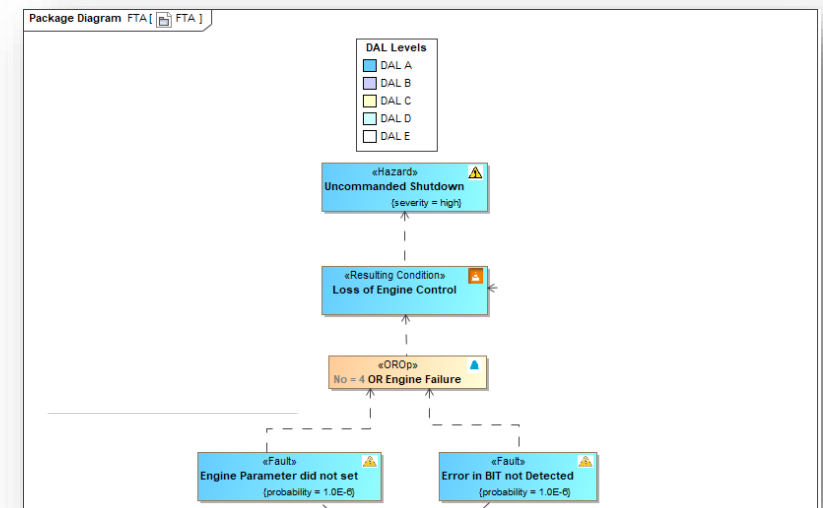 Package Diagram FTA [ FTA ]
DAL Levels
DAL A
DAL B
DAL C
DAL D
DAL E
«Hazard»
Uncommanded Shutdown
{severity = high}
«Resulting Condition»
Loss of Engine Control
«OROp»
No = 4 OR Engine Failure
«Fault»
Engine Parameter did not set
{probability = 1.0E-6}
«Fault»
Error in BIT not Detected
{probability = 1.0E-6}